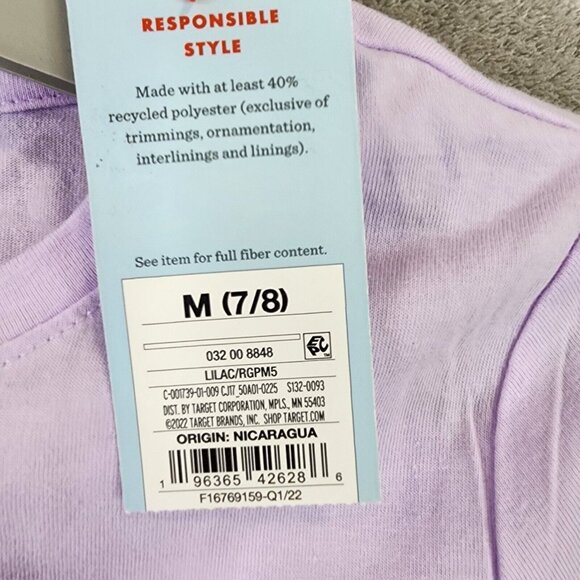 RESPONSIBLE
STYLE
Made with at least 40%
recycled polyester (exclusive of
trimmings, ornamentation,
interlinings and linings).
See item for full fiber content.
M (7/8)
032 00 8848
LILAC/RGPM5
C-001739-01-009 CJ17_50A01-0225 S132-0093
DIST. BY TARGET CORPORATION, MPLS., MN 55403
©2022 TARGET BRANDS, INC. SHOP TARGET.COM
ORIGIN: NICARAGUA
1 96365 42628 6
F16769159-Q1/22